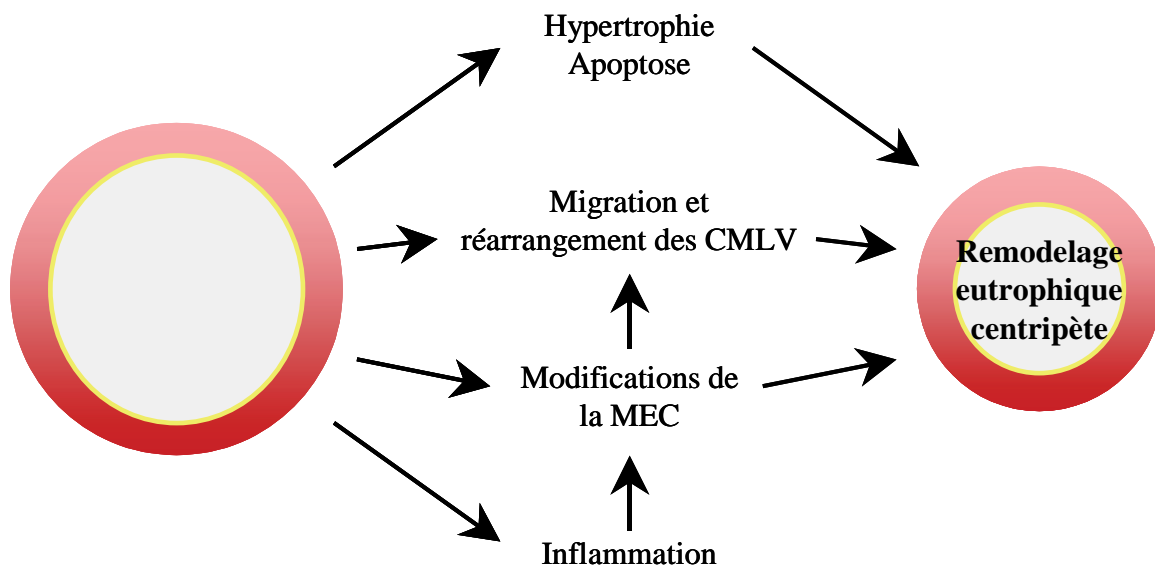 Hypertrophie
Apoptose
Migration et
réarrangement des CMLV
Remodelage
eutrophique
centripète
Modifications de
la MEC
Inflammation